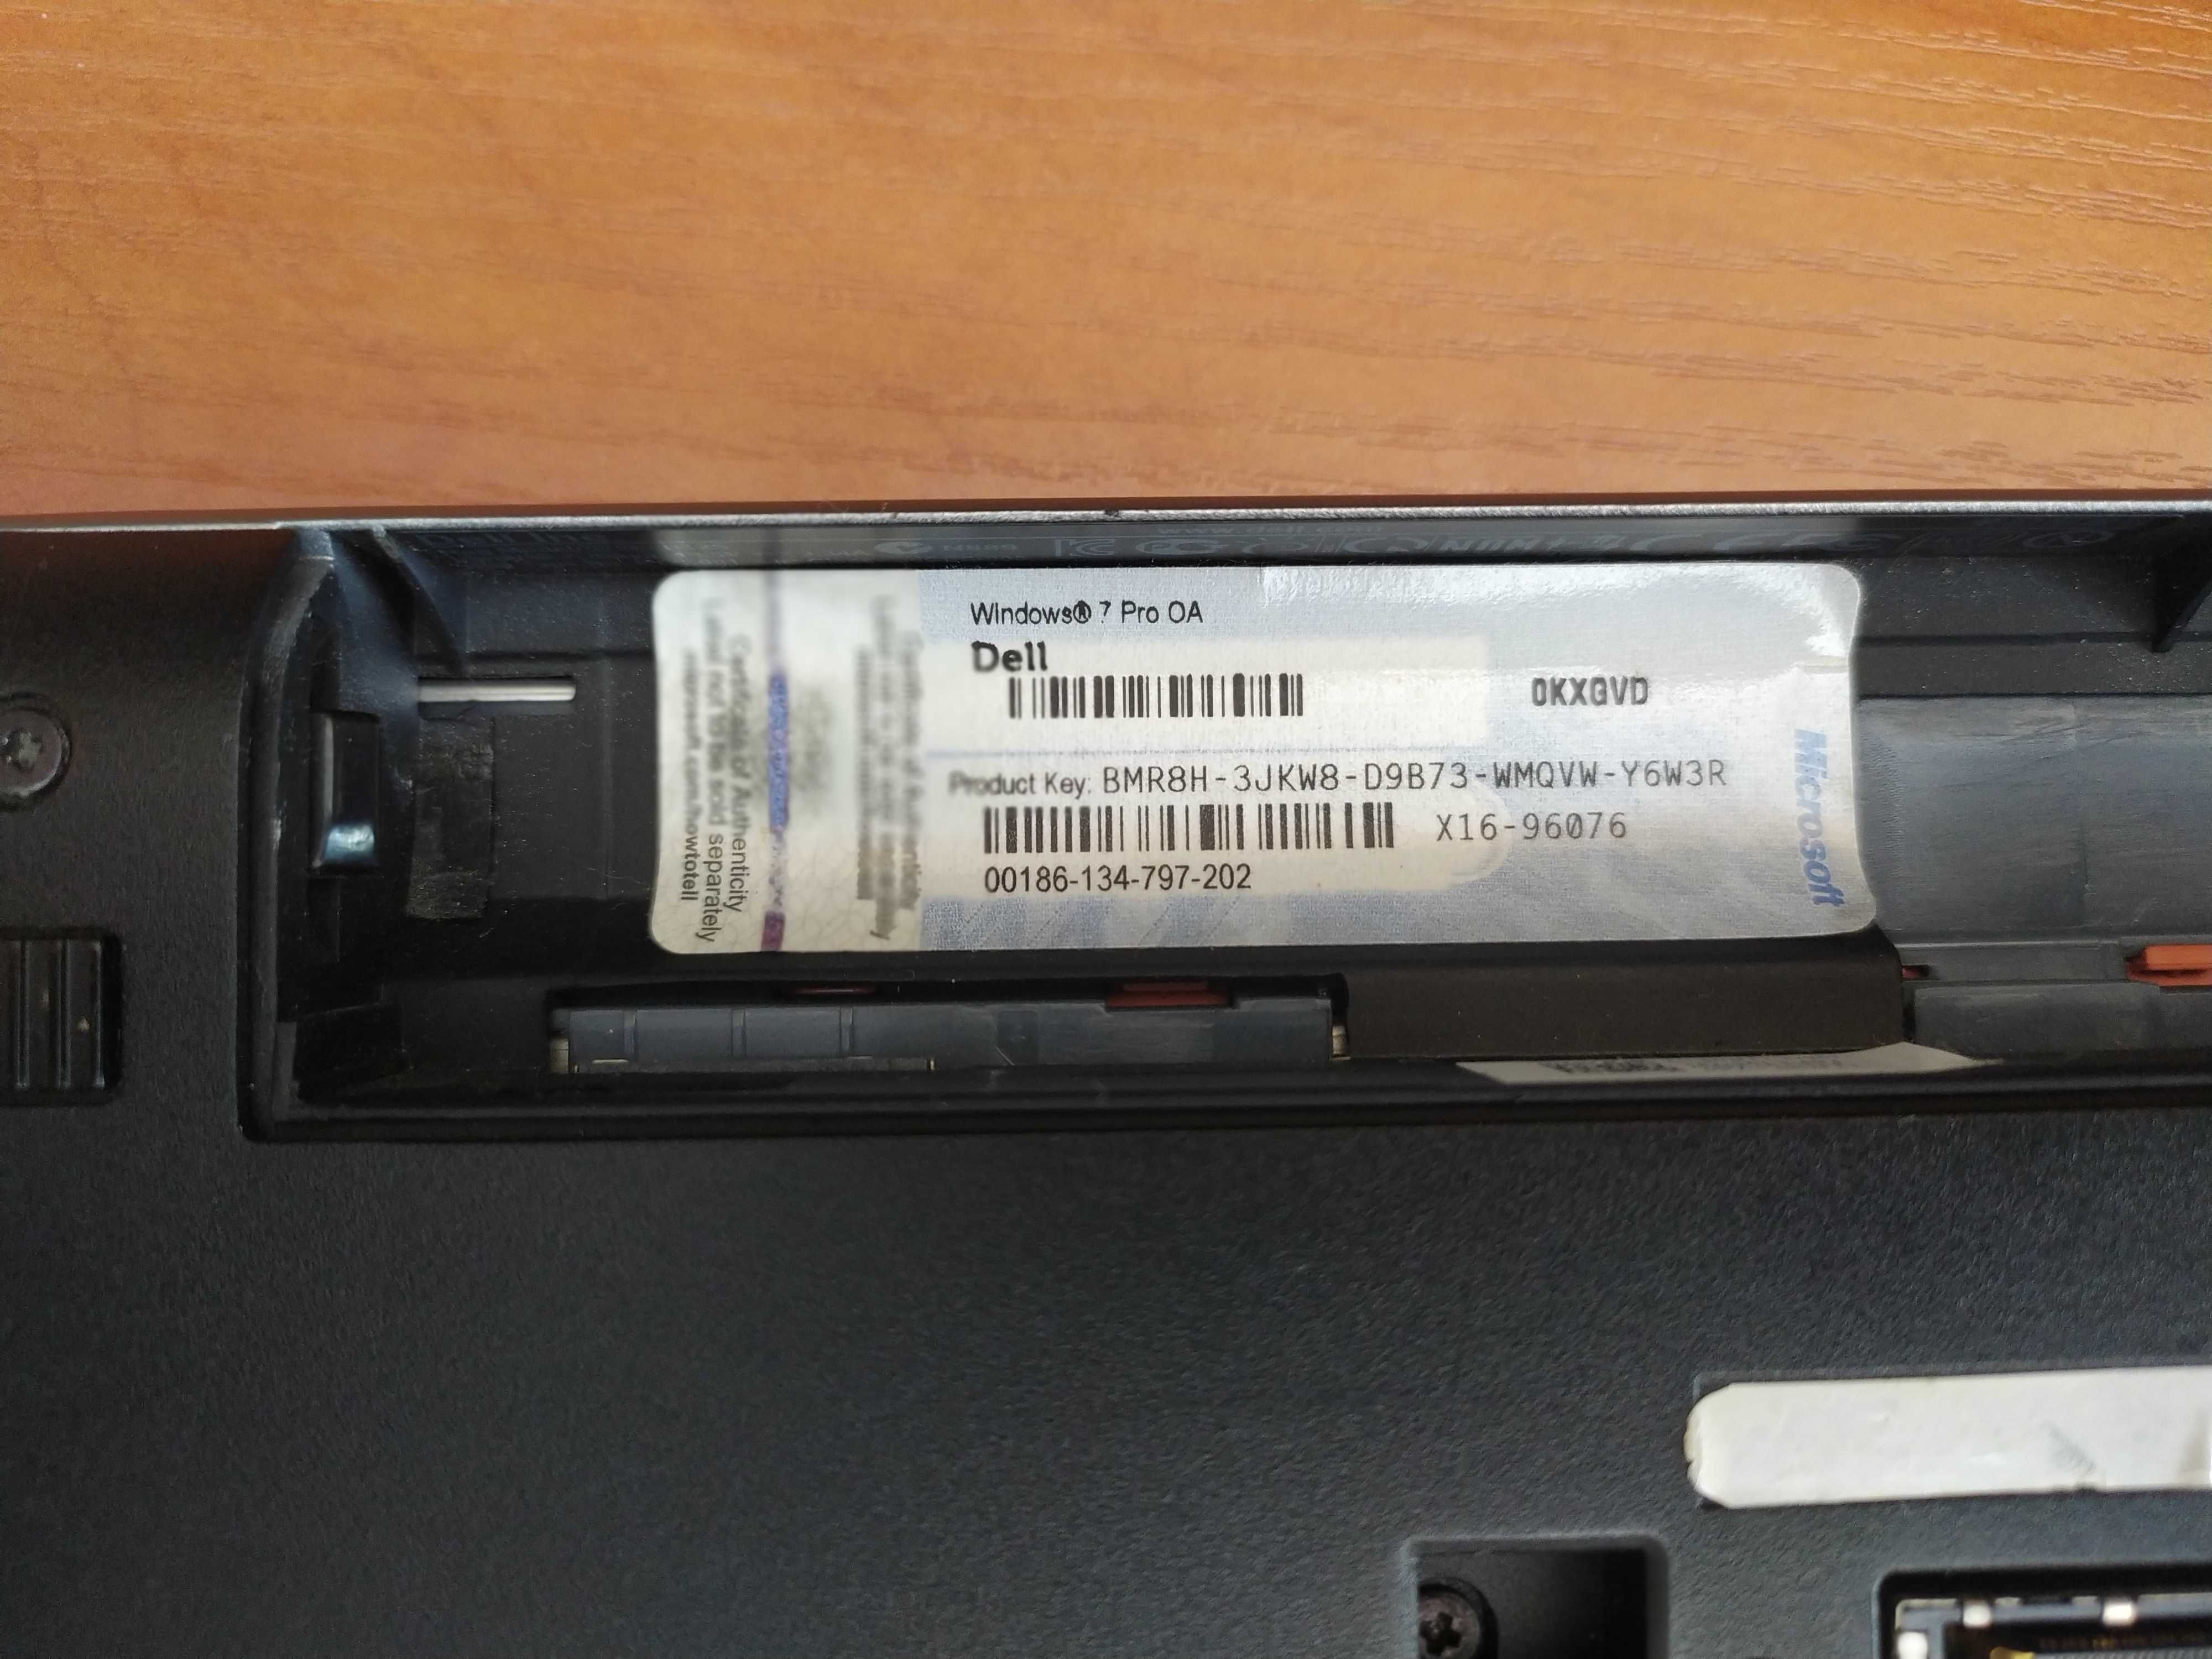 Windows® 7 Pro OA
Dell
0KXGVD
Product Key: BMR8H-3JKW8-D9B73-WMQVW-Y6W3R
X16-96076
00186-134-797-202
Certificate of Authenticity
Label not to be sold separately
microsoft.com/howtotell
Microsoft